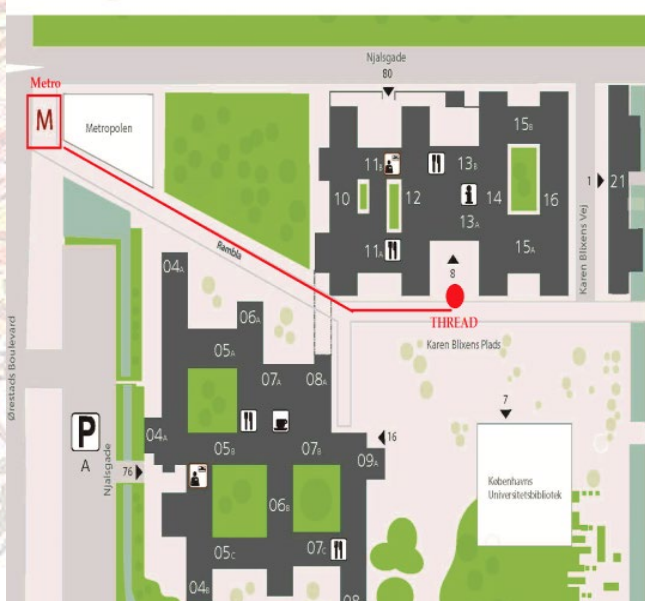 Njalsgade
80
Metro
M
Metropolen
15B
11B
13B
10
12
14
16
1
21
13A
11A
15A
Karen Blixens Vej
Rambla
8
THREAD
Karen Blixens Plads
04A
06A
05A
07A
08A
Ørestads Boulevard
P
A
Njalsgade
76
04A
05B
07B
16
09A
7
Københavns
Universitetsbibliotek
06B
05C
07C
04B
08